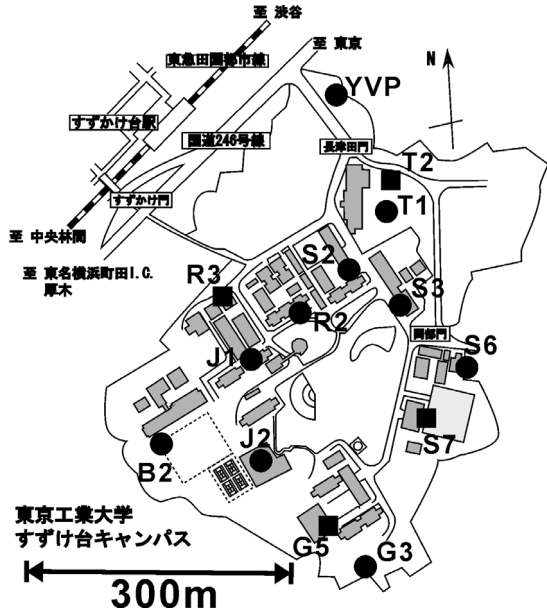 至 渋谷
至 東京
東急田園都市線
YVP
N
すずかけ台駅
国道246号線
長津田門
T2
すずかけ門
T1
至 中央林間
S2
至 東名横浜町田I.C.
厚木
R3
S3
R2
岡部門
S6
J1
S7
J2
B2
東京工業大学
すずけ台キャンパス
G5
G3
300m